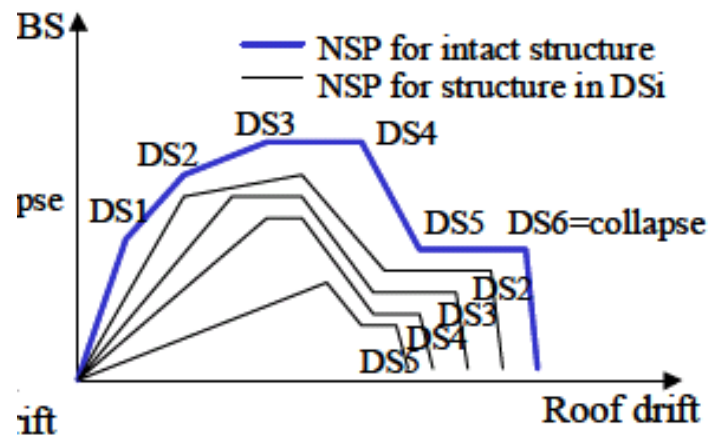 BS
NSP for intact structure
NSP for structure in DSi
DS3
DS4
DS2
pse
DS1
DS5 DS6=collapse
DS2
DS3
DS4
DS5
Roof drift
ift